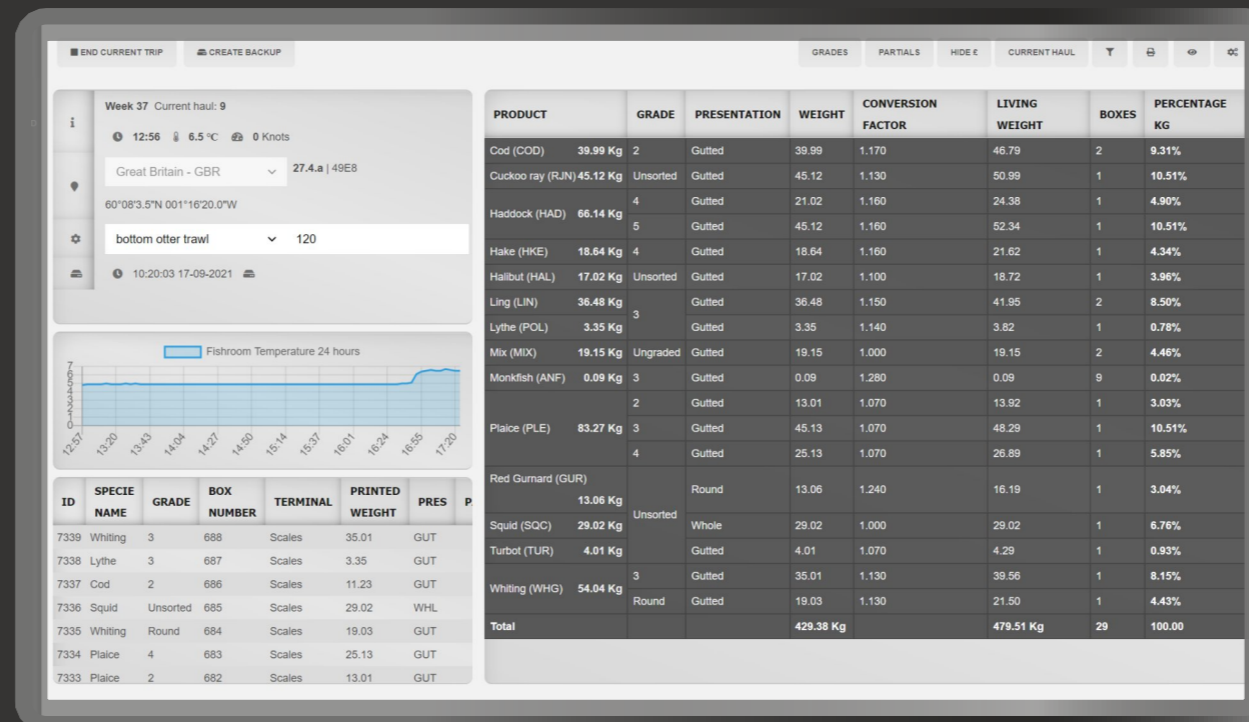 END CURRENT TRIP CREATE BACKUP GRADES PARTIALS HIDE £ CURRENT HAUL
Week 37 Current haul: 9
12:56 6.5 °C 0 Knots
Great Britain - GBR 27.4.a | 49E8
60°08'3.5"N 001°16'20.0"W
bottom otter trawl 120
10:20:03 17-09-2021
Fishroom Temperature 24 hours
7
6
5
4
3
2
1
0
12:57 13:20 13:43 14:04 14:27 14:50 15:14 15:37 16:01 16:24 16:55 17:20
ID SPECIE NAME GRADE BOX NUMBER TERMINAL PRINTED WEIGHT PRES P
7339 Whiting 3 688 Scales 35.01 GUT
7338 Lythe 3 687 Scales 3.35 GUT
7337 Cod 2 686 Scales 11.23 GUT
7336 Squid Unsorted 685 Scales 29.02 WHL
7335 Whiting Round 684 Scales 19.03 GUT
7334 Plaice 4 683 Scales 25.13 GUT
7333 Plaice 2 682 Scales 13.01 GUT
PRODUCT GRADE PRESENTATION WEIGHT CONVERSION FACTOR LIVING WEIGHT BOXES PERCENTAGE KG
Cod (COD) 39.99 Kg 2 Gutted 39.99 1.170 46.79 2 9.31%
Cuckoo ray (RJN) 45.12 Kg Unsorted Gutted 45.12 1.130 50.99 1 10.51%
Haddock (HAD) 66.14 Kg 4 Gutted 21.02 1.160 24.38 1 4.90%
5 Gutted 45.12 1.160 52.34 1 10.51%
Hake (HKE) 18.64 Kg 4 Gutted 18.64 1.160 21.62 1 4.34%
Halibut (HAL) 17.02 Kg Unsorted Gutted 17.02 1.100 18.72 1 3.96%
Ling (LIN) 36.48 Kg 3 Gutted 36.48 1.150 41.95 2 8.50%
Lythe (POL) 3.35 Kg Gutted 3.35 1.140 3.82 1 0.78%
Mix (MIX) 19.15 Kg Ungraded Gutted 19.15 1.000 19.15 2 4.46%
Monkfish (ANF) 0.09 Kg 3 Gutted 0.09 1.280 0.09 9 0.02%
Plaice (PLE) 83.27 Kg 2 Gutted 13.01 1.070 13.92 1 3.03%
3 Gutted 45.13 1.070 48.29 1 10.51%
4 Gutted 25.13 1.070 26.89 1 5.85%
Red Gurnard (GUR) 13.06 Kg Unsorted Round 13.06 1.240 16.19 1 3.04%
Squid (SQC) 29.02 Kg Whole 29.02 1.000 29.02 1 6.76%
Turbot (TUR) 4.01 Kg Gutted 4.01 1.070 4.29 1 0.93%
Whiting (WHG) 54.04 Kg 3 Gutted 35.01 1.130 39.56 1 8.15%
Round Gutted 19.03 1.130 21.50 1 4.43%
Total 429.38 Kg 479.51 Kg 29 100.00